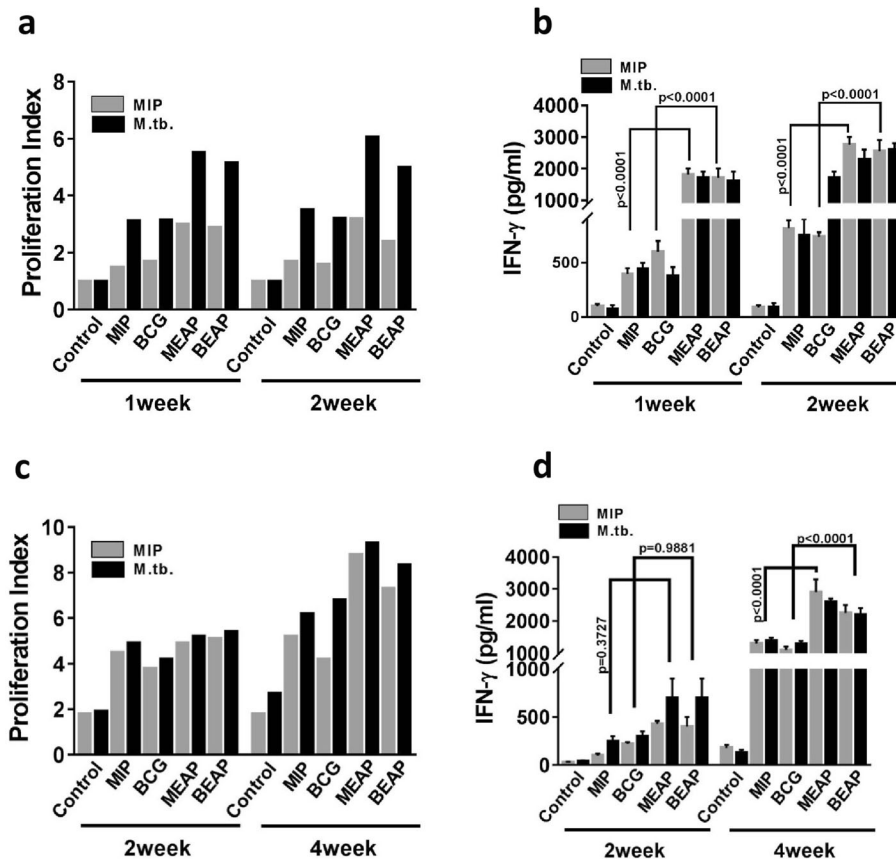 a
MIP
M.tb.
Proliferation Index
8
6
4
2
0
Control
MIP
BCG
MEAP
BEAP
Control
MIP
BCG
MEAP
BEAP
1week
2week
b
MIP
M.tb.
p<0.0001
p<0.0001
p<0.0001
p<0.0001
IFN-γ (pg/ml)
4000
3000
2000
1000
500
0
Control
MIP
BCG
MEAP
BEAP
Control
MIP
BCG
MEAP
BEAP
1week
2week
c
MIP
M.tb.
Proliferation Index
10
8
6
4
2
0
Control
MIP
BCG
MEAP
BEAP
Control
MIP
BCG
MEAP
BEAP
2week
4week
d
MIP
M.tb.
p=0.9881
p<0.0001
p=0.3727
p<0.0001
IFN-γ (pg/ml)
4000
3000
2000
1000
1000
500
0
Control
MIP
BCG
MEAP
BEAP
Control
MIP
BCG
MEAP
BEAP
2week
4week